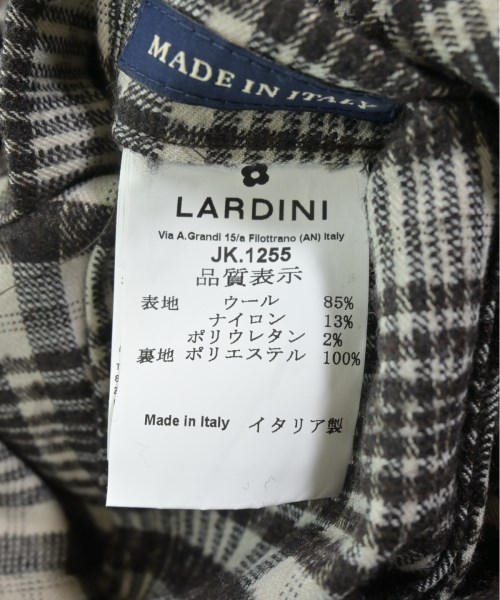 MADE IN ITALY
LARDINI
Via A.Grandi 15/a Filottrano (AN) Italy
JK.1255
品質表示
表地 ウール 85%
ナイロン 13%
ポリウレタン 2%
裏地 ポリエステル 100%
Made in Italy イタリア製